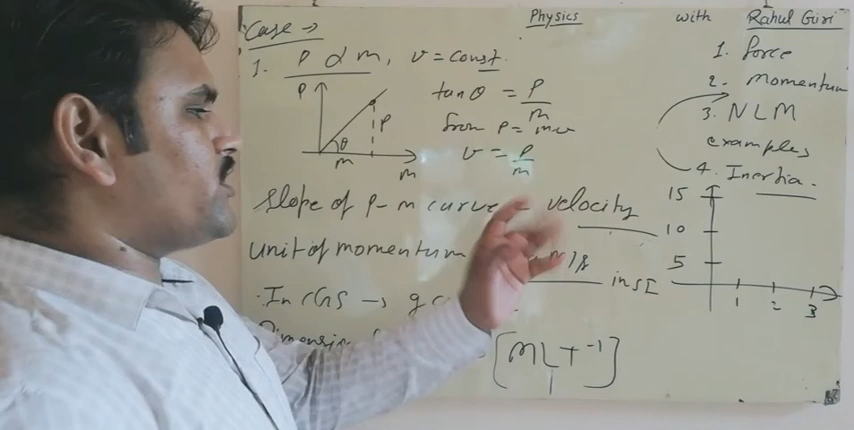 Physics with Rahul Giri
Case →
1. P α m, v = const.
P
P
θ
m
m
tanθ = P/m
from P = mv
v = P/m
Slope of P-m curve = velocity
Unit of momentum m/s in SI
In CGS → g c
[MLT⁻¹]
1. force
2. Momentum
3. NLM
examples
4. Inertia.
15
10
5
1 2 3